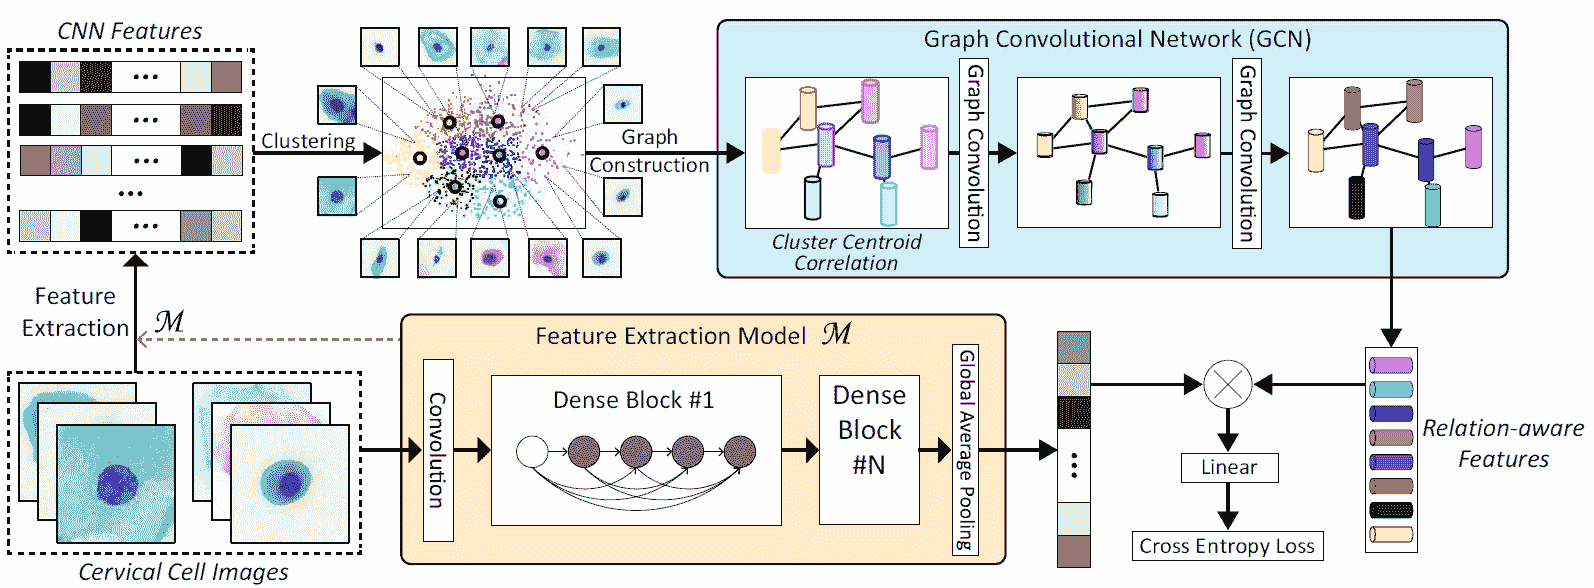 CNN Features
Clustering
Graph
Construction
Graph Convolutional Network (GCN)
Graph Convolution
Graph Convolution
Cluster Centroid
Correlation
Feature
Extraction
ℳ
Feature Extraction Model ℳ
Convolution
Dense Block #1
Dense
Block
#N
Global Average Pooling
Linear
Cross Entropy Loss
Relation-aware
Features
Cervical Cell Images